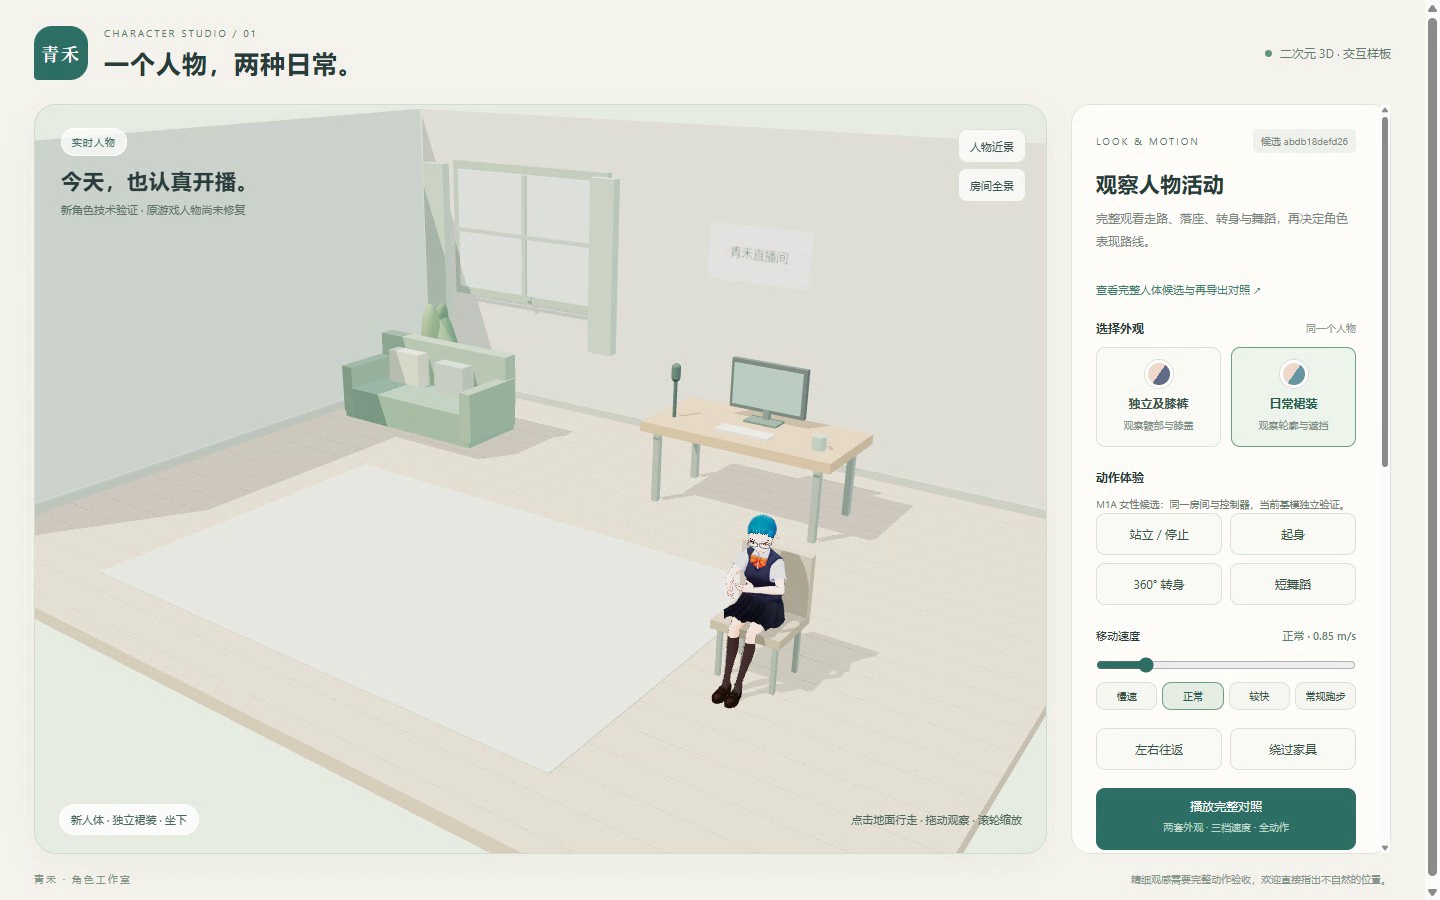 青禾
CHARACTER STUDIO / 01
一个人物，两种日常。
二次元 3D · 交互样板
实时人物
今天，也认真开播。
新角色技术验证 · 原游戏人物尚未修复
人物近景
房间全景
青禾直播间
新人体 · 独立裙装 · 坐下
点击地面行走 · 拖动观察 · 滚轮缩放
LOOK & MOTION
候选 abdb18defd26
观察人物活动
完整观看走路、落座、转身与舞蹈，再决定角色
表现路线。
查看完整人体候选与再导出对照 ↗
选择外观
同一个人物
独立及膝裤
观察腿部与膝盖
日常裙装
观察轮廓与遮挡
动作体验
M1A 女性候选：同一房间与控制器，当前基模独立验证。
站立 / 停止
起身
360° 转身
短舞蹈
移动速度
正常 · 0.85 m/s
慢速
正常
较快
常规跑步
左右往返
绕过家具
播放完整对照
两套外观 · 三档速度 · 全动作
青禾 · 角色工作室
精细观感需要完整动作验收，欢迎直接指出不自然的位置。